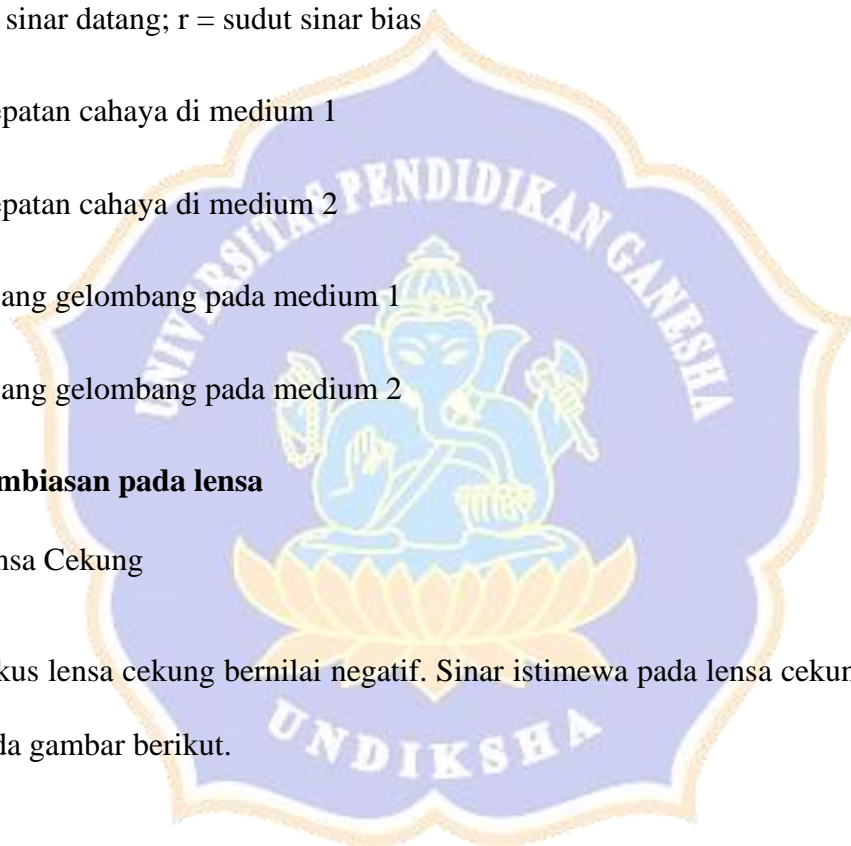 sinar datang; r = sudut sinar bias
epatan cahaya di medium 1
epatan cahaya di medium 2
ang gelombang pada medium 1
ang gelombang pada medium 2
mbiasan pada lensa
nsa Cekung
kus lensa cekung bernilai negatif. Sinar istimewa pada lensa cekun
da gambar berikut.
UNIVERSITAS PENDIDIKAN GANESHA
UNDIKSHA